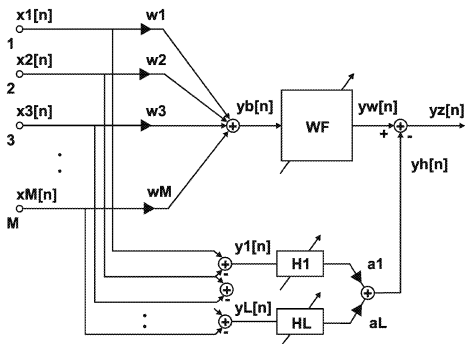 x1[n] w1
1
x2[n] w2
2
x3[n] w3 yb[n] WF yw[n] yz[n]
3
+ -
yh[n]
xM[n] wM
M
y1[n] H1 a1
-
-
-
yL[n] HL aL
-